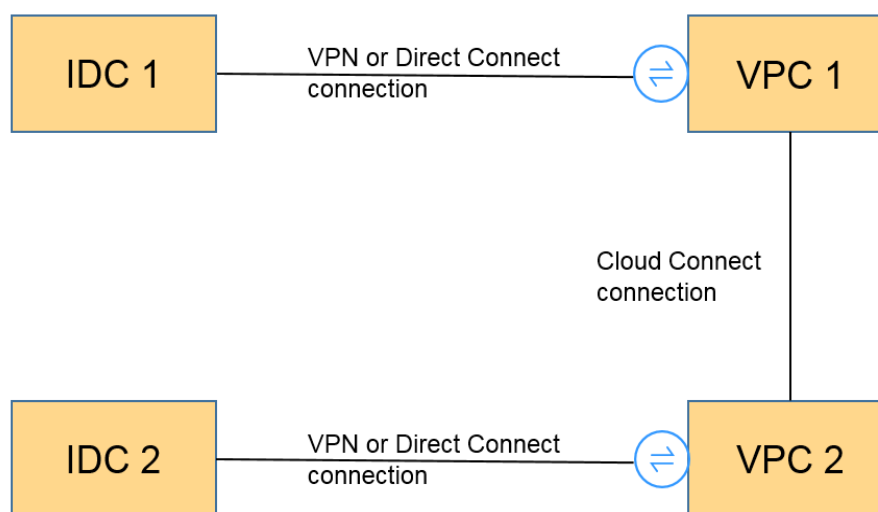 IDC 1
VPN or Direct Connect
connection
VPC 1
Cloud Connect
connection
IDC 2
VPN or Direct Connect
connection
VPC 2